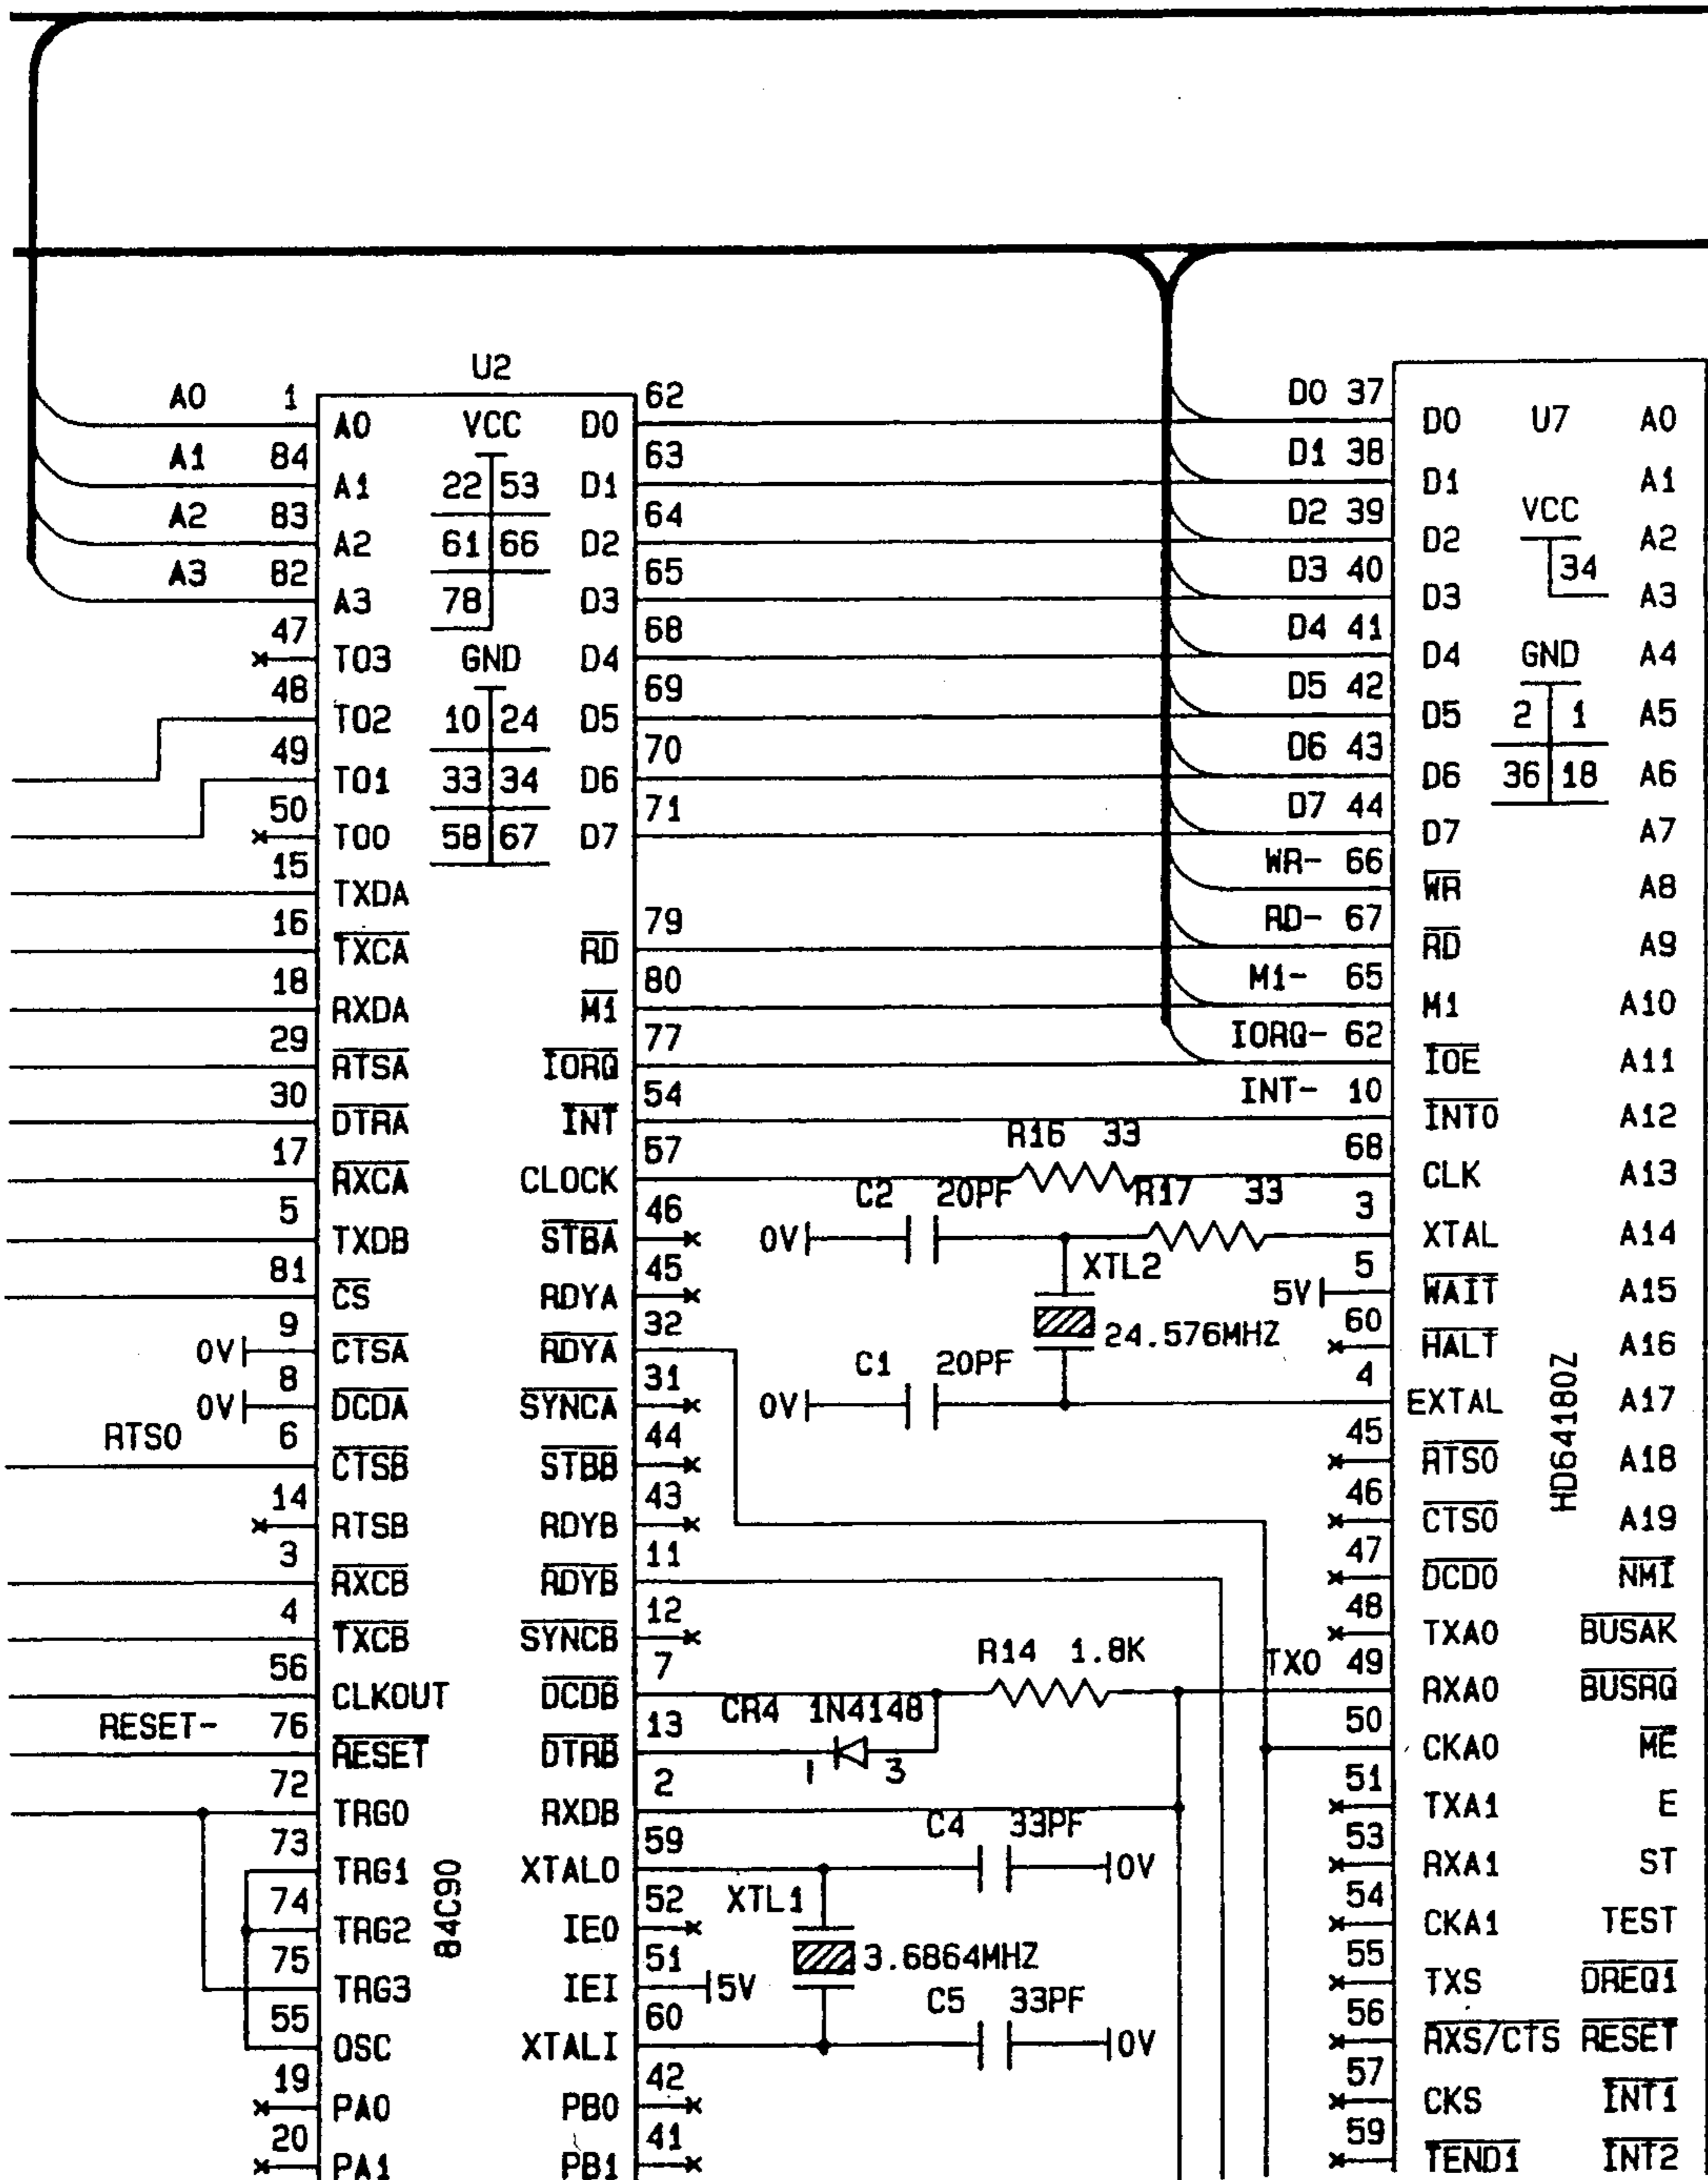 U2
84C90
A0 1 A0 VCC D0 62
A1 84 A1 22 53 D1 63
A2 83 A2 61 66 D2 64
A3 82 A3 78 D3 65
47 TO3 GND D4 68
48 TO2 10 24 D5 69
49 TO1 33 34 D6 70
50 TO0 58 67 D7 71
15 TXDA
16 TXCA RD 79
18 RXDA M1 80
29 RTSA IORQ 77
30 DTRA INT 54
17 RXCA CLOCK 57
5 TXDB STBA 46
81 CS RDYA 45
0V 9 CTSA RDYA 32
0V 8 DCDA SYNCA 31
RTS0 6 CTSB STBB 44
14 RTSB RDYB 43
3 RXCB RDYB 11
4 TXCB SYNCB 12
56 CLKOUT DCDB 7
RESET- 76 RESET DTRB 13
72 TRG0 RXDB 2
73 TRG1 XTALO 59
74 TRG2 IEO 52
75 TRG3 IEI 51 5V
55 OSC XTALI 60
19 PA0 PB0 42
20 PA1 PB1 41
R16 33
C2 20PF R17 33
0V
XTL2
24.576MHZ
C1 20PF
0V
R14 1.8K
CR4 1N4148
1 3
C4 33PF
0V
XTL1
3.6864MHZ
C5 33PF
0V
U7
HD64180Z
D0 37 D0 A0
D1 38 D1 A1
D2 39 D2 VCC A2
D3 40 D3 34 A3
D4 41 D4 GND A4
D5 42 D5 2 1 A5
D6 43 D6 36 18 A6
D7 44 D7 A7
WR- 66 WR A8
RD- 67 RD A9
M1- 65 M1 A10
IORQ- 62 IOE A11
INT- 10 INT0 A12
68 CLK A13
3 XTAL A14
5V 5 WAIT A15
60 HALT A16
4 EXTAL A17
45 RTS0 A18
46 CTS0 A19
47 DCD0 NMI
48 TXA0 BUSAK
TX0 49 RXA0 BUSRQ
50 CKA0 ME
51 TXA1 E
53 RXA1 ST
54 CKA1 TEST
55 TXS DREQ1
56 RXS/CTS RESET
57 CKS INT1
59 TEND1 INT2